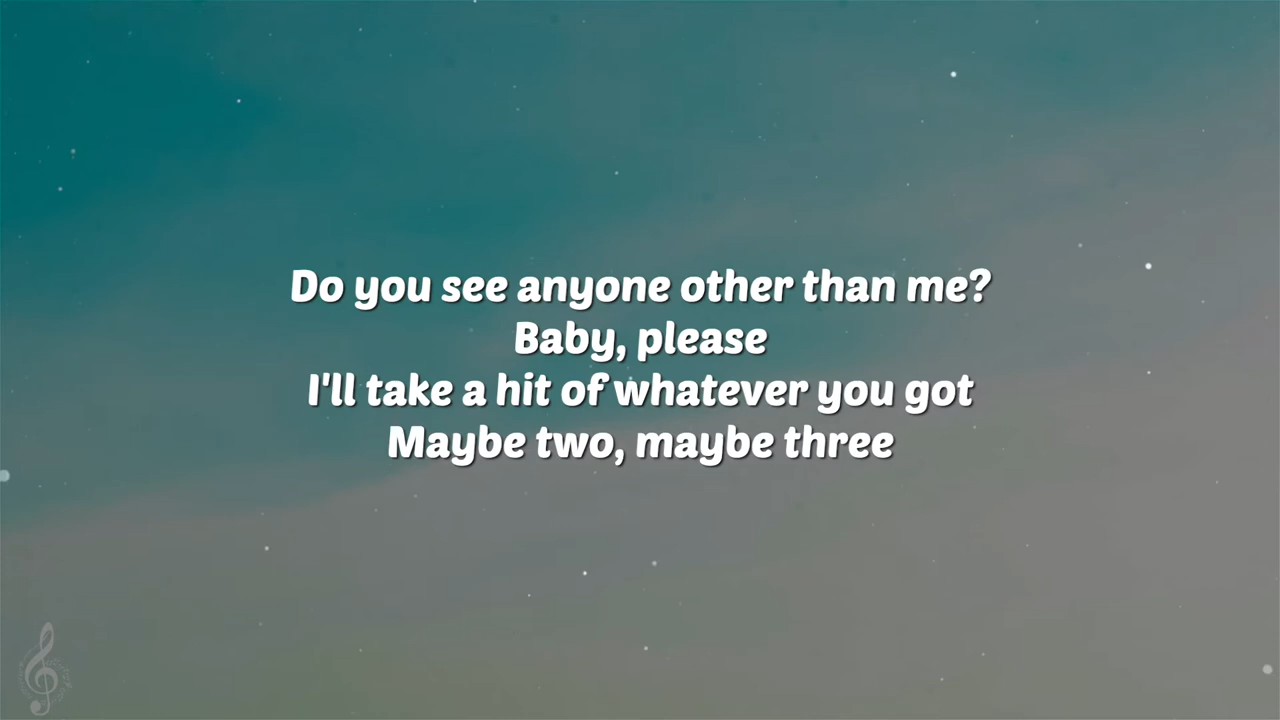 Do you see anyone other than me?
Baby, please
I'll take a hit of whatever you got
Maybe two, maybe three